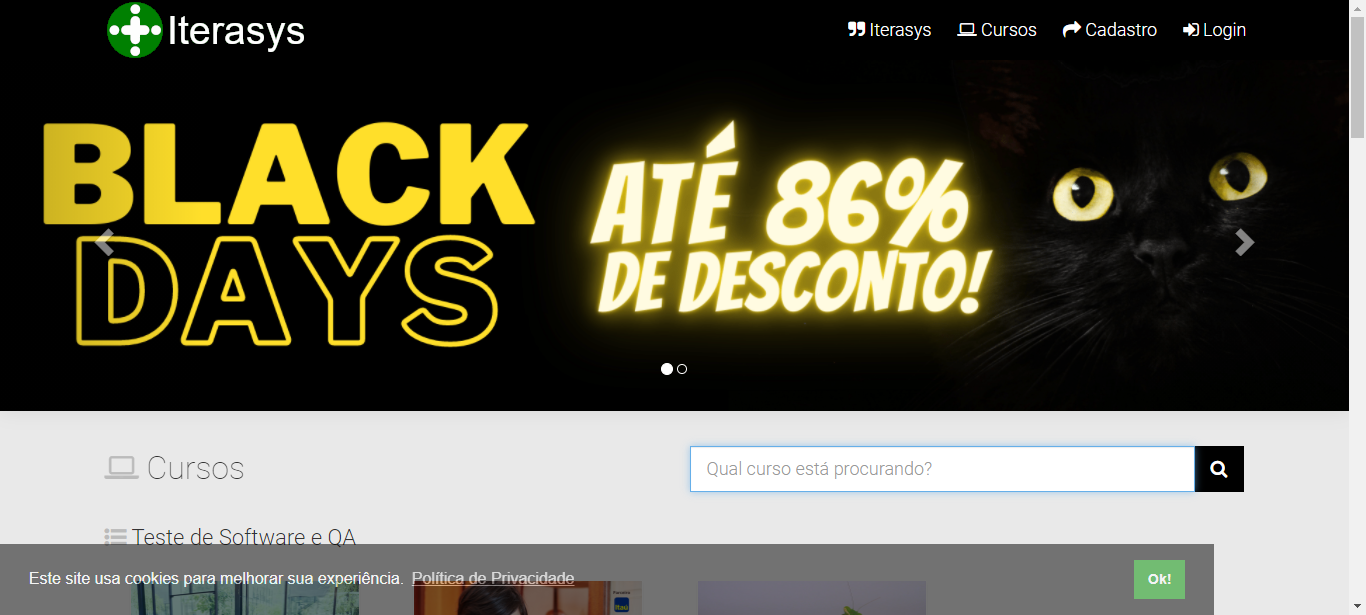 Iterasys
Iterasys Cursos Cadastro Login
BLACK
DAYS
ATÉ 86%
DE DESCONTO!
Cursos
Qual curso está procurando?
Teste de Software e QA
Este site usa cookies para melhorar sua experiência. Política de Privacidade
Ok!
Itaú